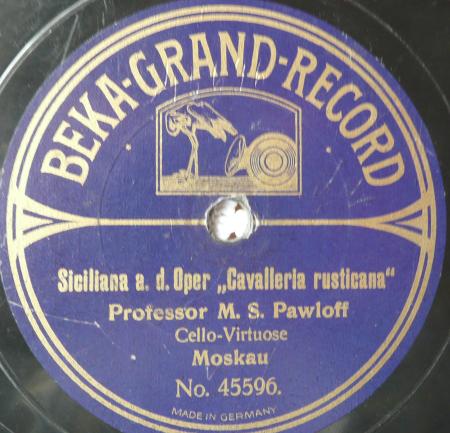 BEKA-GRAND-RECORD
Siciliana a. d. Oper „Cavalleria rusticana“
Professor M. S. Pawloff
Cello-Virtuose
Moskau
No. 45596.
MADE IN GERMANY